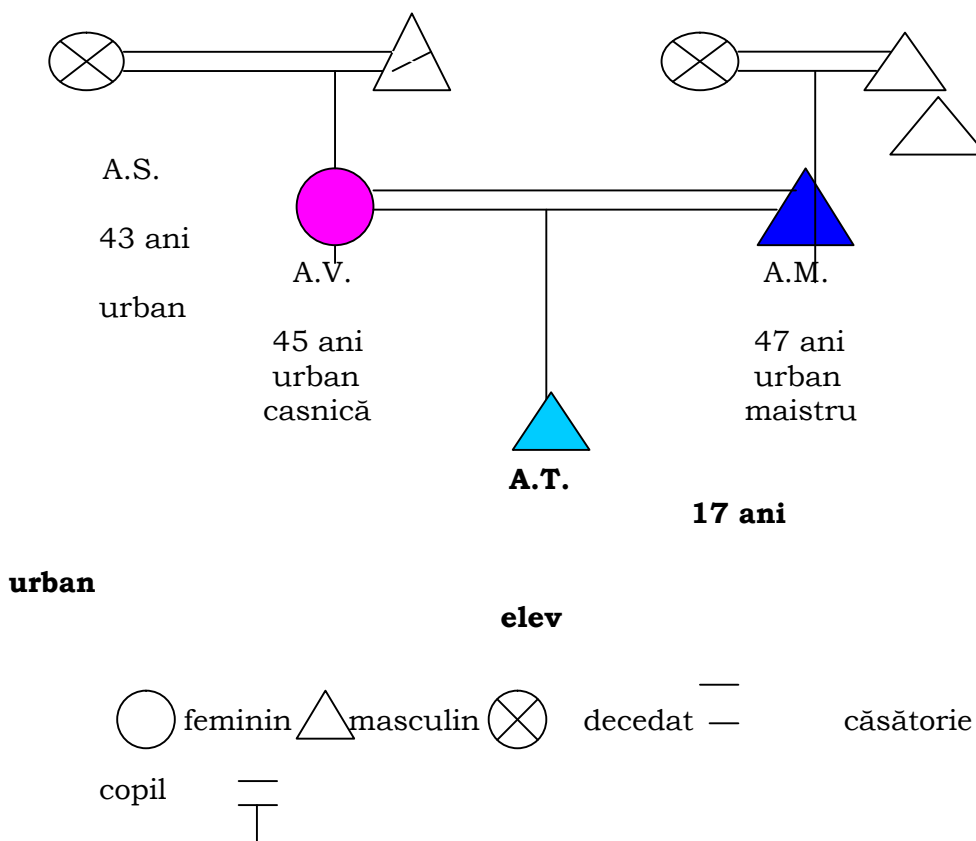 A.S.
43 ani
urban
A.V.
A.M.
45 ani
47 ani
urban
urban
casnică
maistru
A.T.
17 ani
urban
elev
feminin masculin decedat căsătorie
copil